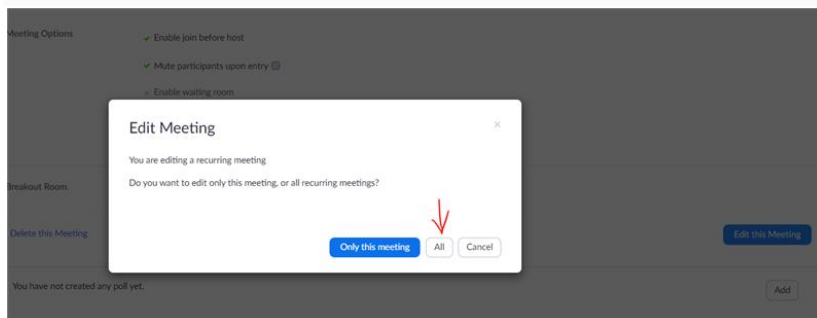 Meeting Options
Enable join before host
Mute participants upon entry
Enable waiting room
Edit Meeting
You are editing a recurring meeting
Do you want to edit only this meeting, or all recurring meetings?
Breakout Room
Delete this Meeting
Only this meeting All Cancel
Edit this Meeting
You have not created any poll yet.
Add